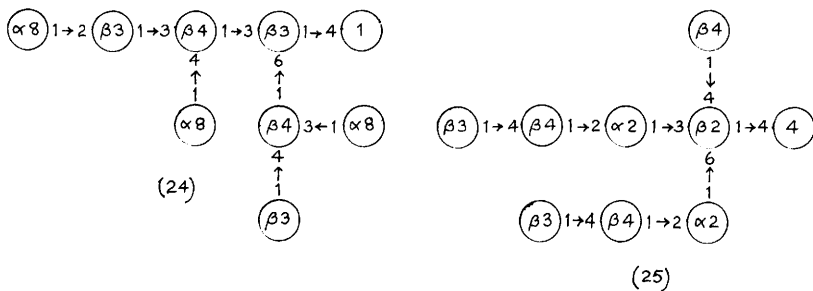 α8 1→2 β3 1→3 β4 1→3 β3 1→4 1
4 6
↑ ↑
1 1
α8 β4 3←1 α8
4
↑
1
β3
(24)
β4
1
↓
4
β3 1→4 β4 1→2 α2 1→3 β2 1→4 4
6
↑
1
β3 1→4 β4 1→2 α2
(25)